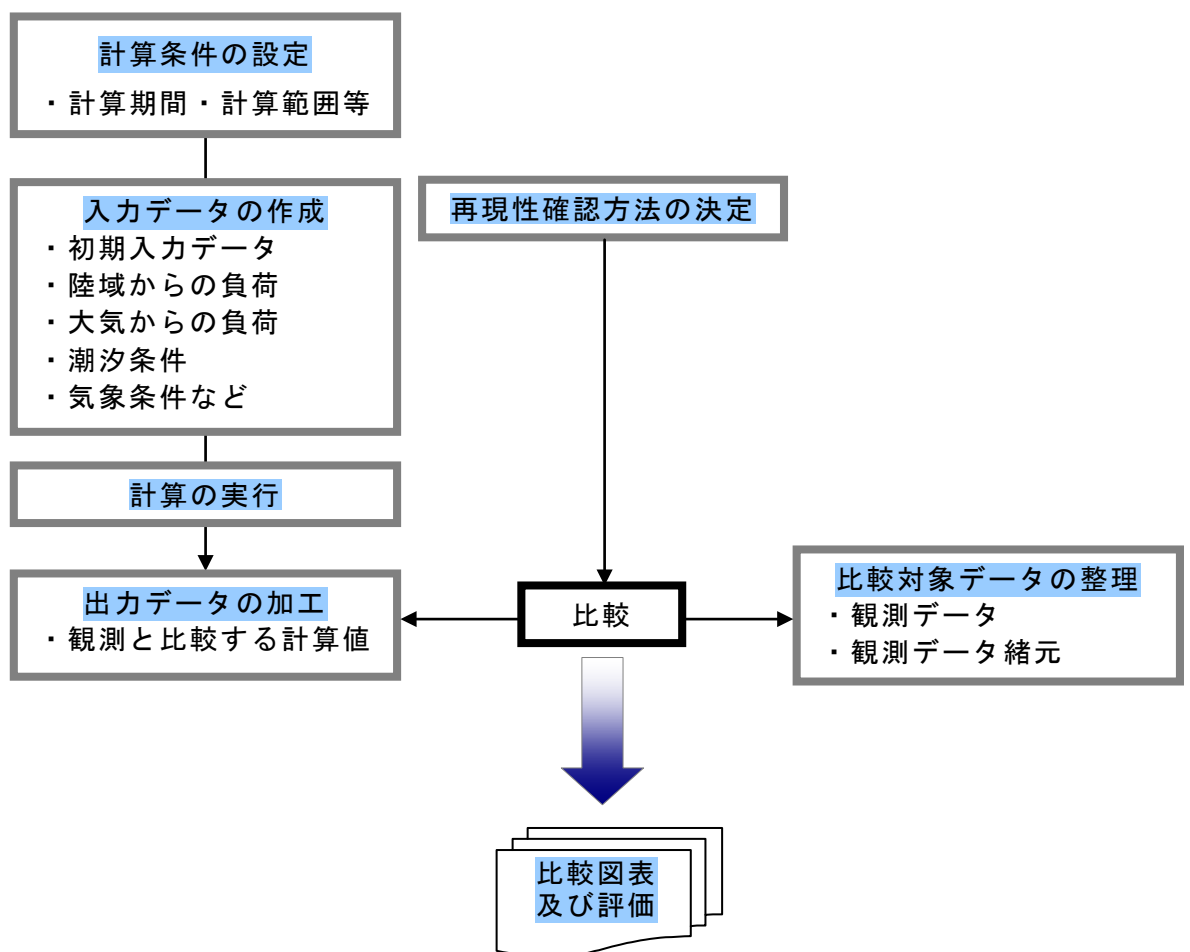 計算条件の設定
・計算期間・計算範囲等
入力データの作成
・初期入力データ
・陸域からの負荷
・大気からの負荷
・潮汐条件
・気象条件など
再現性確認方法の決定
計算の実行
出力データの加工
・観測と比較する計算値
比較
比較対象データの整理
・観測データ
・観測データ緒元
比較図表
及び評価